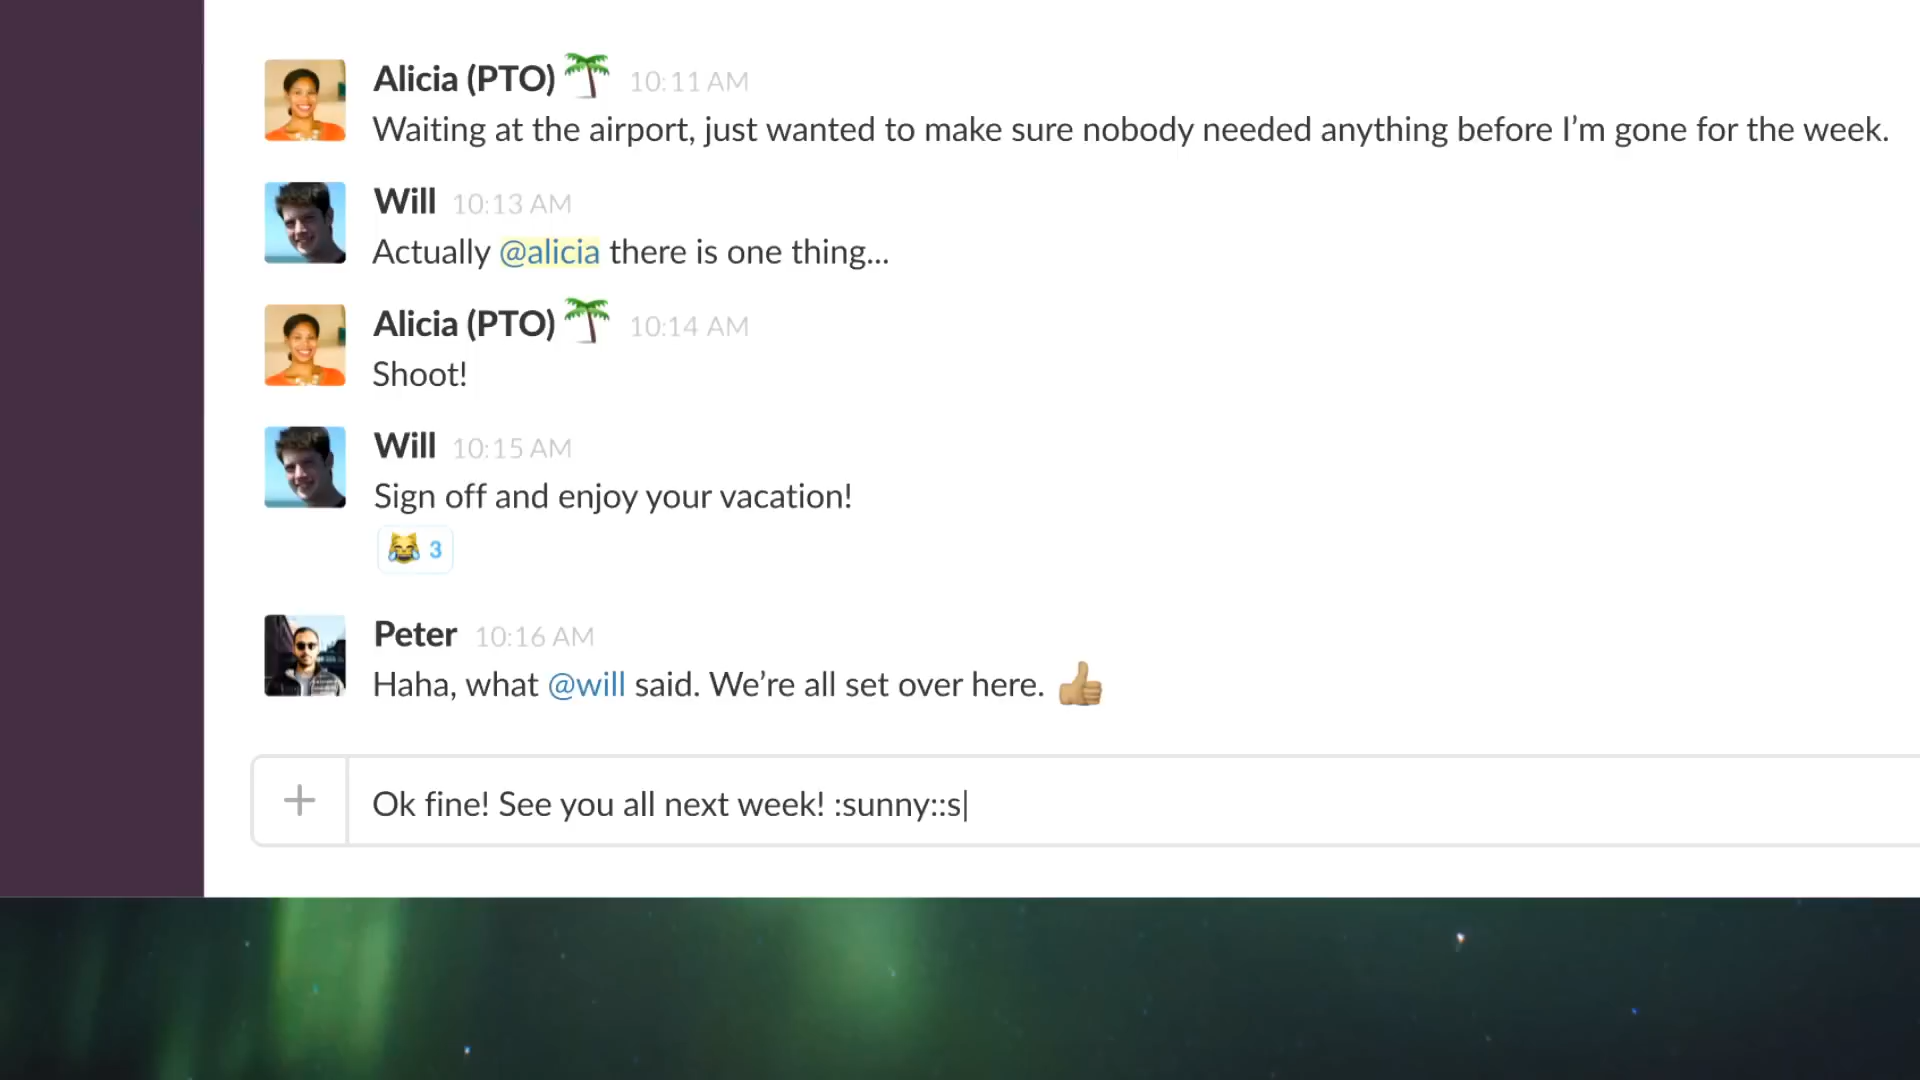 Alicia (PTO) 10:11 AM
Waiting at the airport, just wanted to make sure nobody needed anything before I’m gone for the week.
Will 10:13 AM
Actually @alicia there is one thing...
Alicia (PTO) 10:14 AM
Shoot!
Will 10:15 AM
Sign off and enjoy your vacation!
3
Peter 10:16 AM
Haha, what @will said. We’re all set over here.
Ok fine! See you all next week! :sunny::s